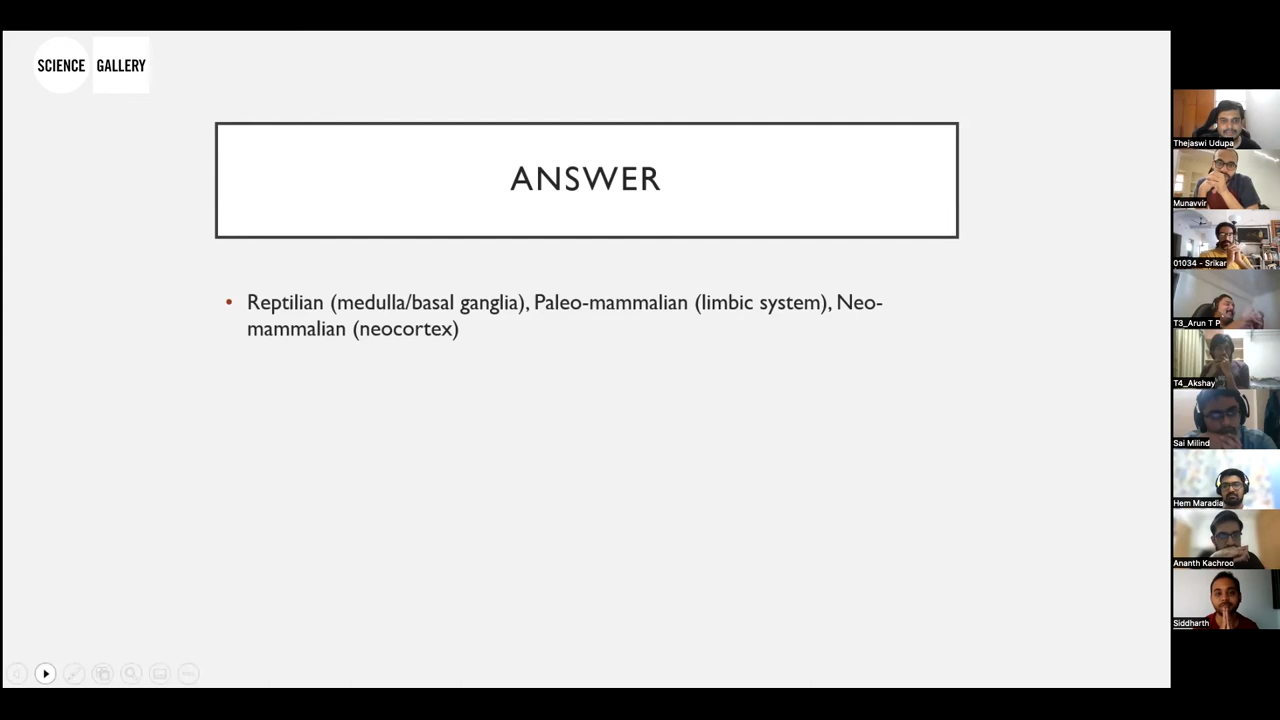 SCIENCE GALLERY
ANSWER
• Reptilian (medulla/basal ganglia), Paleo-mammalian (limbic system), Neo-
mammalian (neocortex)
Thejaswi Udupa
Munavvir
01034 - Srikar
T3_Arun T P
T4_Akshay
Sai Milind
Hem Maradia
Ananth Kachroo
Siddharth